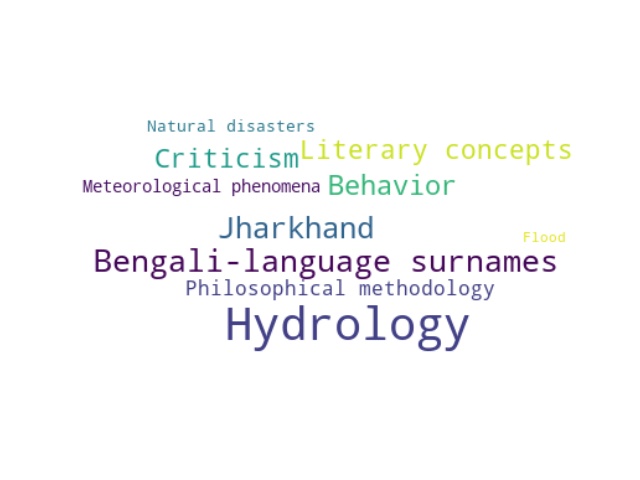 Natural disasters
Criticism
Literary concepts
Meteorological phenomena
Behavior
Jharkhand
Flood
Bengali-language surnames
Philosophical methodology
Hydrology